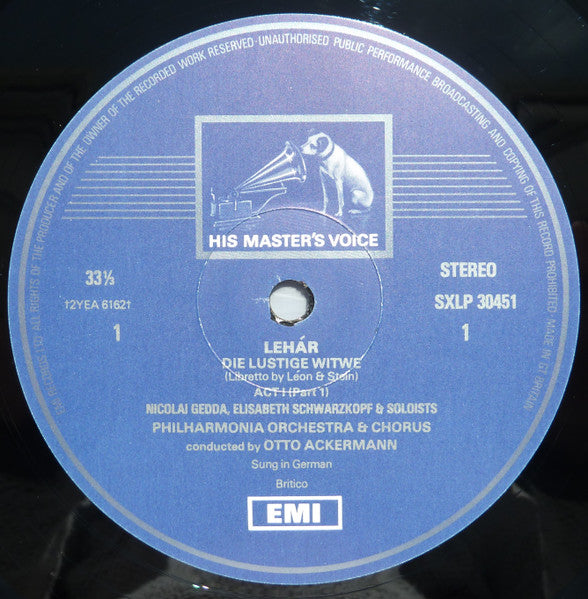 EMI RECORDS LTD ALL RIGHTS OF THE PRODUCER AND OF THE OWNER OF THE RECORDED WORK RESERVED · UNAUTHORISED PUBLIC PERFORMANCE BROADCASTING AND COPYING OF THIS RECORD PROHIBITED MADE IN GT BRITAIN
HIS MASTER'S VOICE
33⅓
STEREO
†2YEA 6162†
SXLP 30451
1
1
LEHÁR
DIE LUSTIGE WITWE
(Libretto by Léon & Stein)
ACT I (Part 1)
NICOLAI GEDDA, ELISABETH SCHWARZKOPF & SOLOISTS
PHILHARMONIA ORCHESTRA & CHORUS
conducted by OTTO ACKERMANN
Sung in German
Britico
EMI